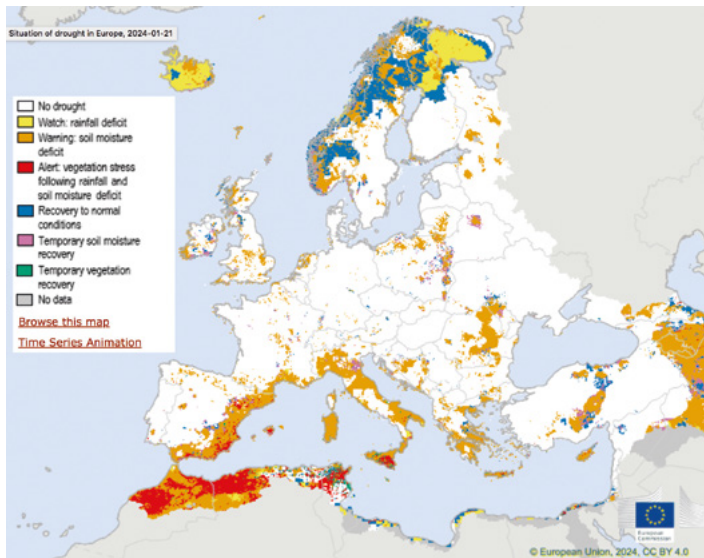 Situation of drought in Europe, 2024-01-21
No drought
Watch: rainfall deficit
Warning: soil moisture
deficit
Alert: vegetation stress
following rainfall and
soil moisture deficit
Recovery to normal
conditions
Temporary soil moisture
recovery
Temporary vegetation
recovery
No data
Browse this map
Time Series Animation
European
Commission
© European Union, 2024, CC BY 4.0